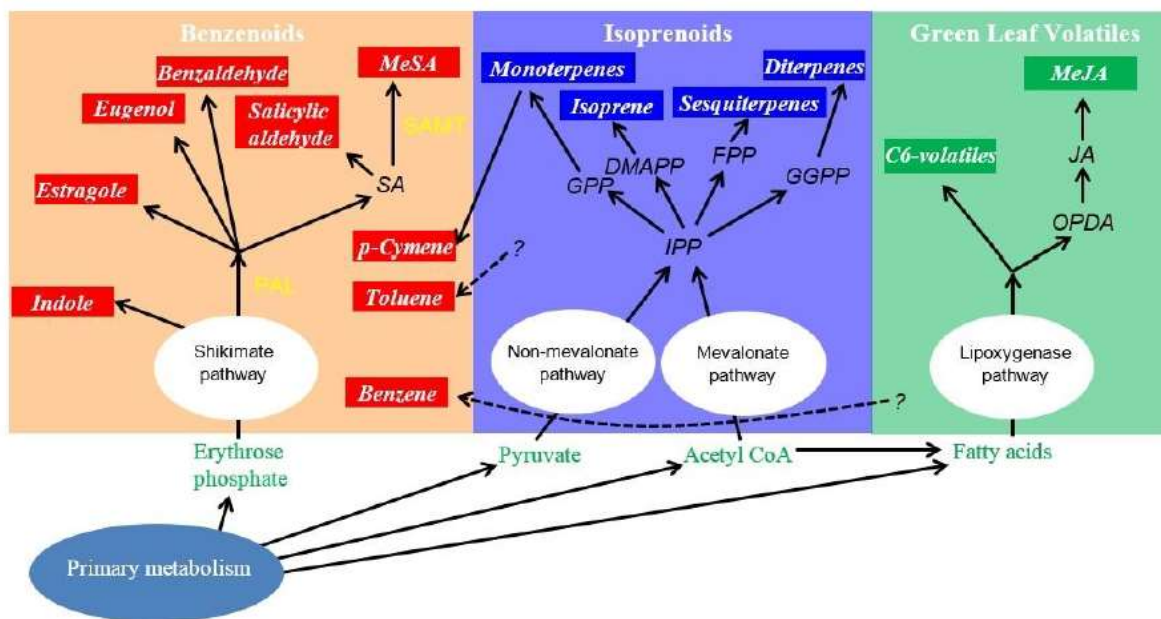 Benzenoids
Isoprenoids
Green Leaf Volatiles
Benzaldehyde
MeSA
Monoterpenes
Diterpenes
MeJA
Eugenol
Salicylic
aldehyde
SAMT
Isoprene
Sesquiterpenes
C6-volatiles
JA
Estragole
SA
GPP
DMAPP
FPP
GGPP
OPDA
p-Cymene
?
IPP
PAL
Indole
Toluene
Shikimate
pathway
Non-mevalonate
pathway
Mevalonate
pathway
Lipoxygenase
pathway
Benzene
?
Erythrose
phosphate
Pyruvate
Acetyl CoA
Fatty acids
Primary metabolism